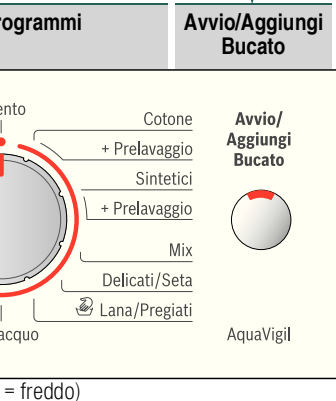 rogrammi
Avvio/Aggiungi
Bucato
ento
Cotone
+ Prelavaggio
Sintetici
+ Prelavaggio
Mix
Delicati/Seta
Lana/Pregiati
acquo
Avvio/
Aggiungi
Bucato
AquaVigil
= freddo)